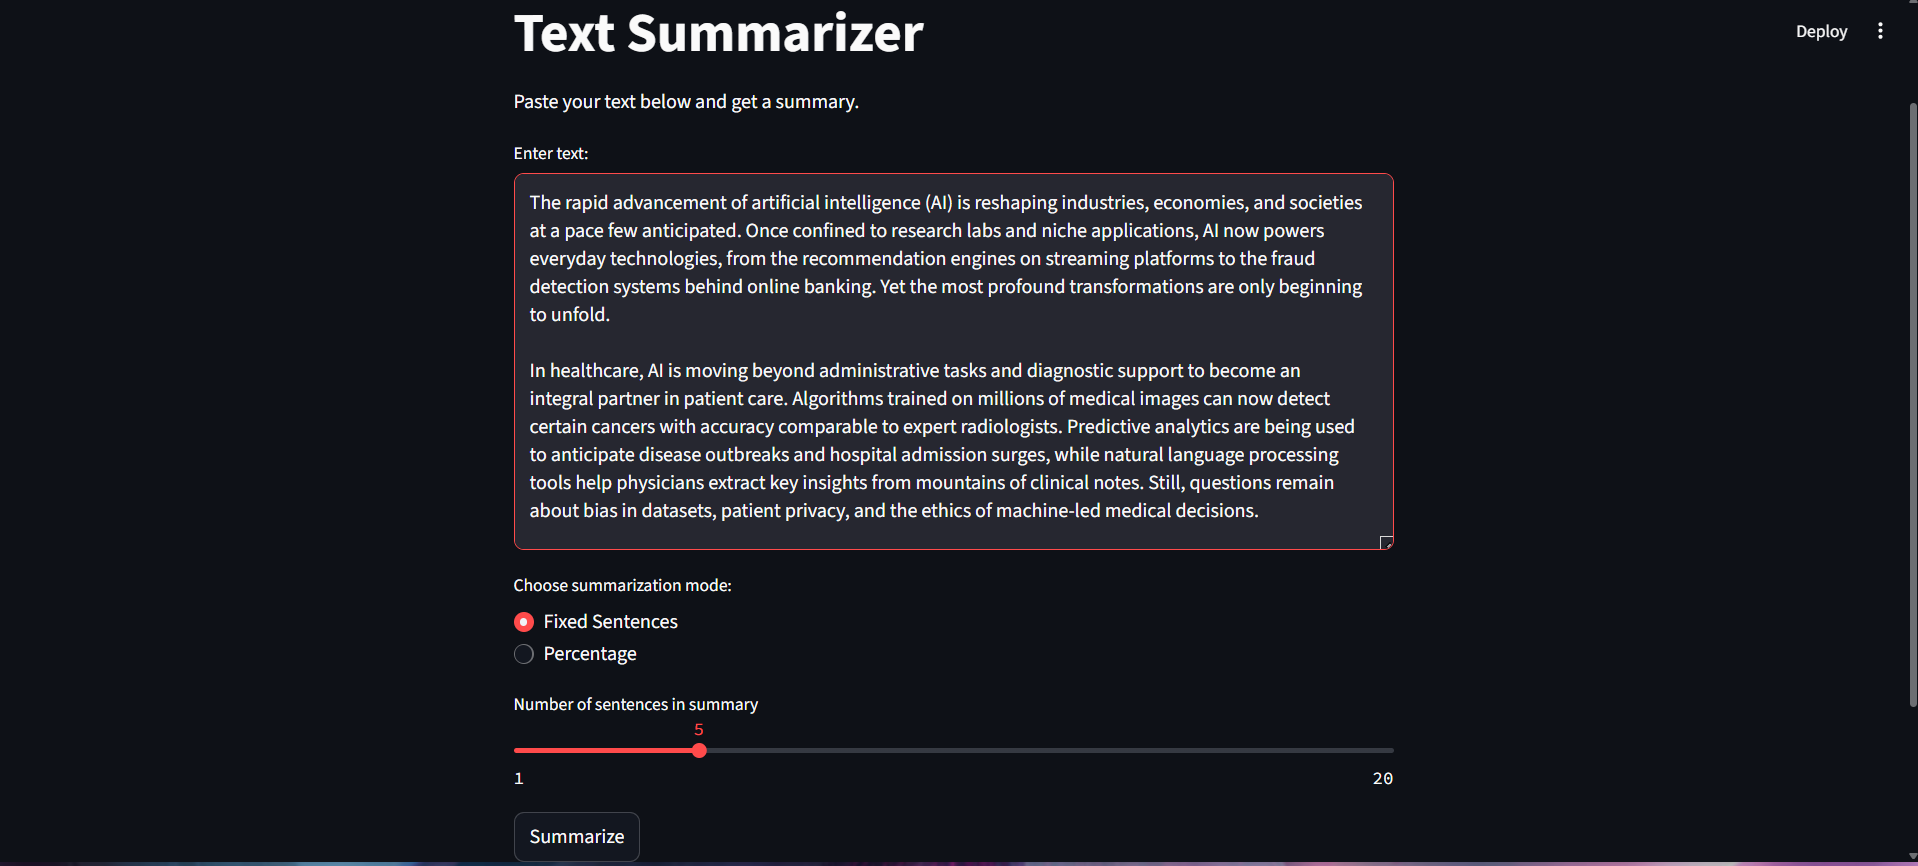 Text Summarizer
Deploy
Paste your text below and get a summary.
Enter text:
The rapid advancement of artificial intelligence (AI) is reshaping industries, economies, and societies
at a pace few anticipated. Once confined to research labs and niche applications, AI now powers
everyday technologies, from the recommendation engines on streaming platforms to the fraud
detection systems behind online banking. Yet the most profound transformations are only beginning
to unfold.
In healthcare, AI is moving beyond administrative tasks and diagnostic support to become an
integral partner in patient care. Algorithms trained on millions of medical images can now detect
certain cancers with accuracy comparable to expert radiologists. Predictive analytics are being used
to anticipate disease outbreaks and hospital admission surges, while natural language processing
tools help physicians extract key insights from mountains of clinical notes. Still, questions remain
about bias in datasets, patient privacy, and the ethics of machine-led medical decisions.
Choose summarization mode:
Fixed Sentences
Percentage
Number of sentences in summary
5
1
20
Summarize